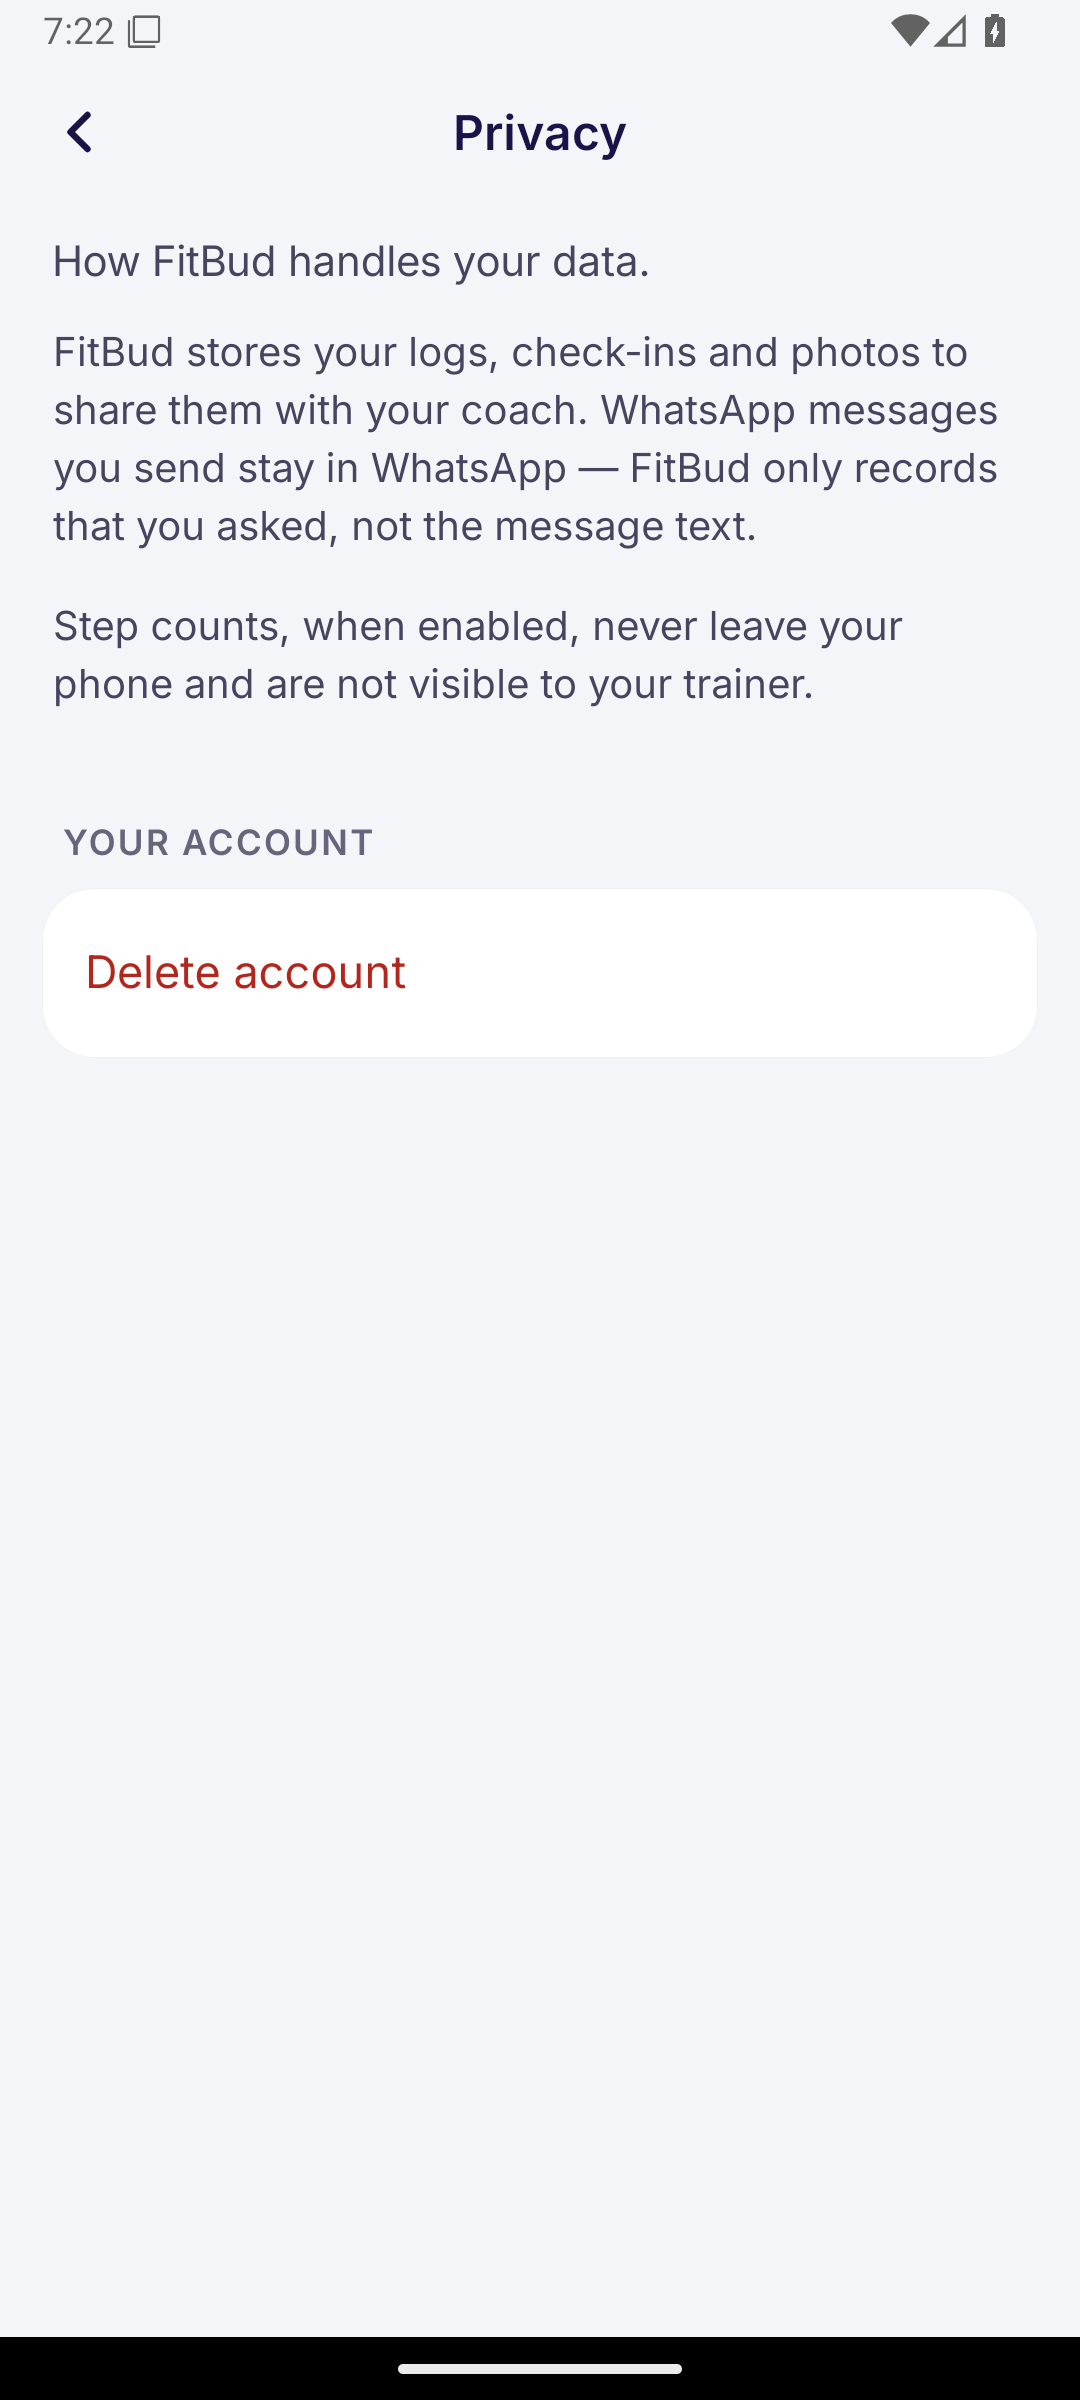 7:22
Privacy
How FitBud handles your data.
FitBud stores your logs, check-ins and photos to
share them with your coach. WhatsApp messages
you send stay in WhatsApp — FitBud only records
that you asked, not the message text.
Step counts, when enabled, never leave your
phone and are not visible to your trainer.
YOUR ACCOUNT
Delete account